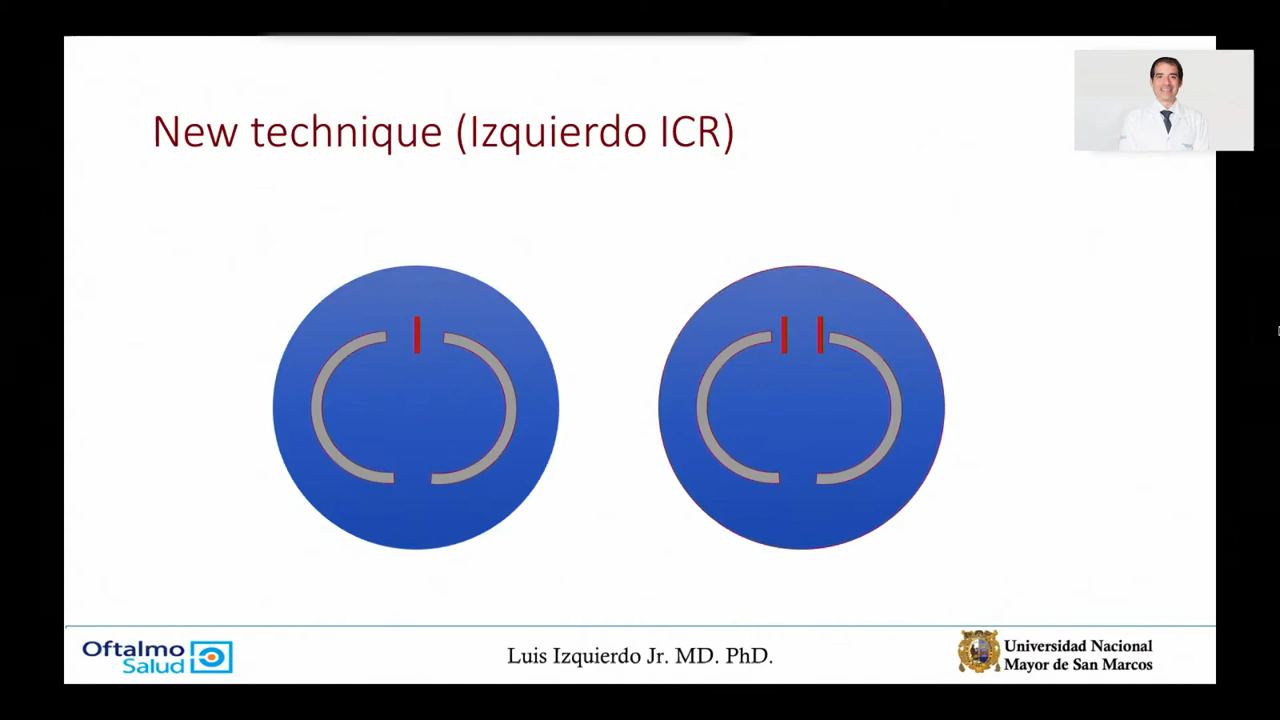 New technique (Izquierdo ICR)
Oftalmo
Salud
Luis Izquierdo Jr. MD. PhD.
Universidad Nacional
Mayor de San Marcos